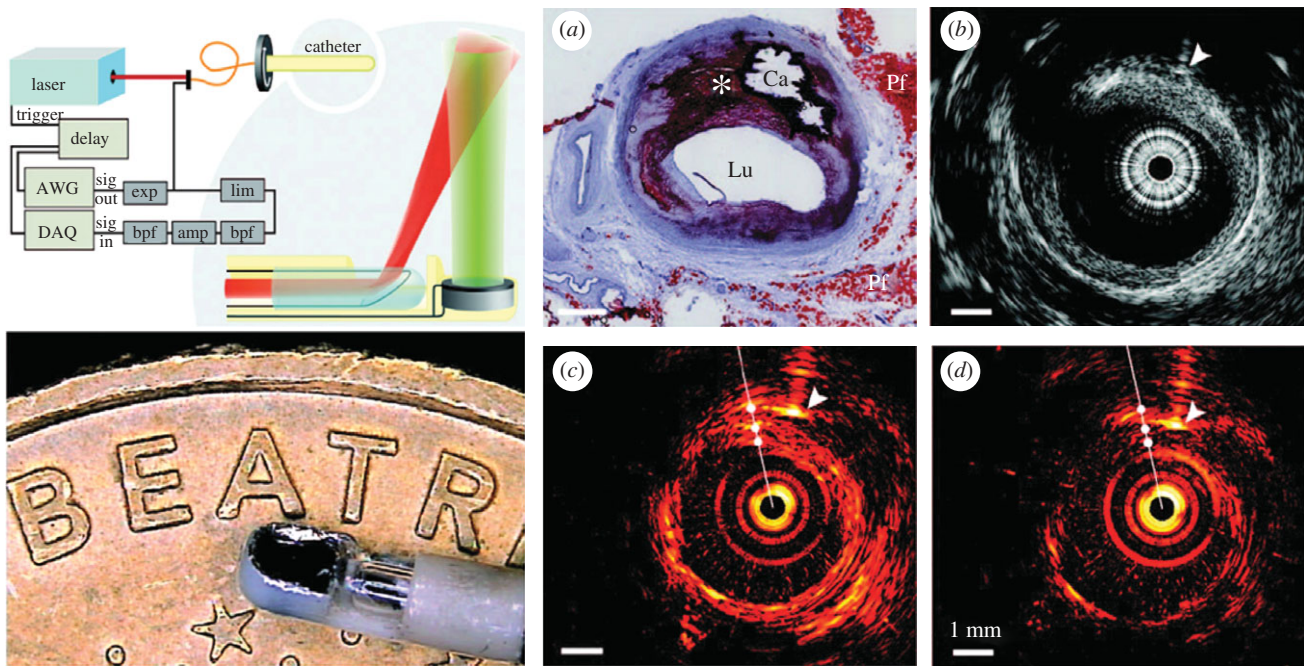 catheter
laser
trigger
delay
AWG
sig
out
exp
lim
DAQ
sig
in
bpf
amp
bpf
BEATR
(a)
*
Ca
Pf
Lu
Pf
(b)
(c)
(d)
1 mm